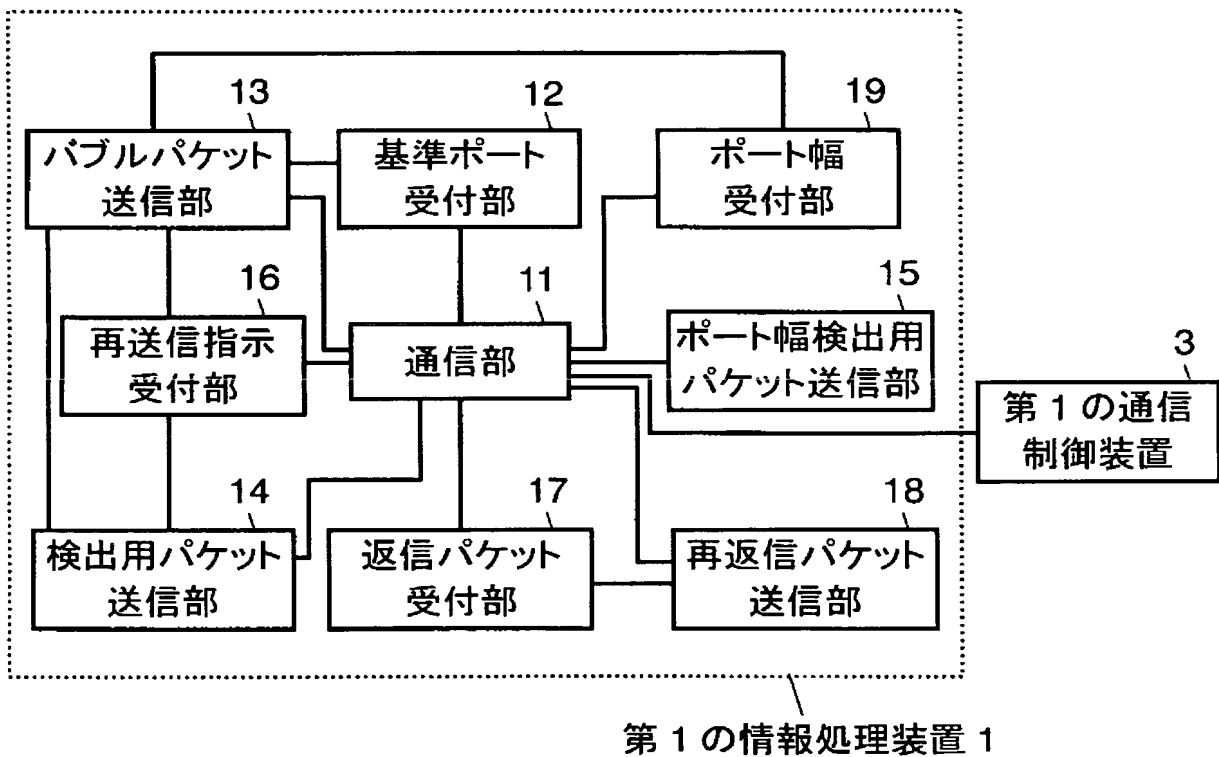 13
バブルパケット
送信部
12
基準ポート
受付部
19
ポート幅
受付部
16
再送信指示
受付部
11
通信部
15
ポート幅検出用
パケット送信部
3
第1の通信
制御装置
14
検出用パケット
送信部
17
返信パケット
受付部
18
再返信パケット
送信部
第1の情報処理装置1